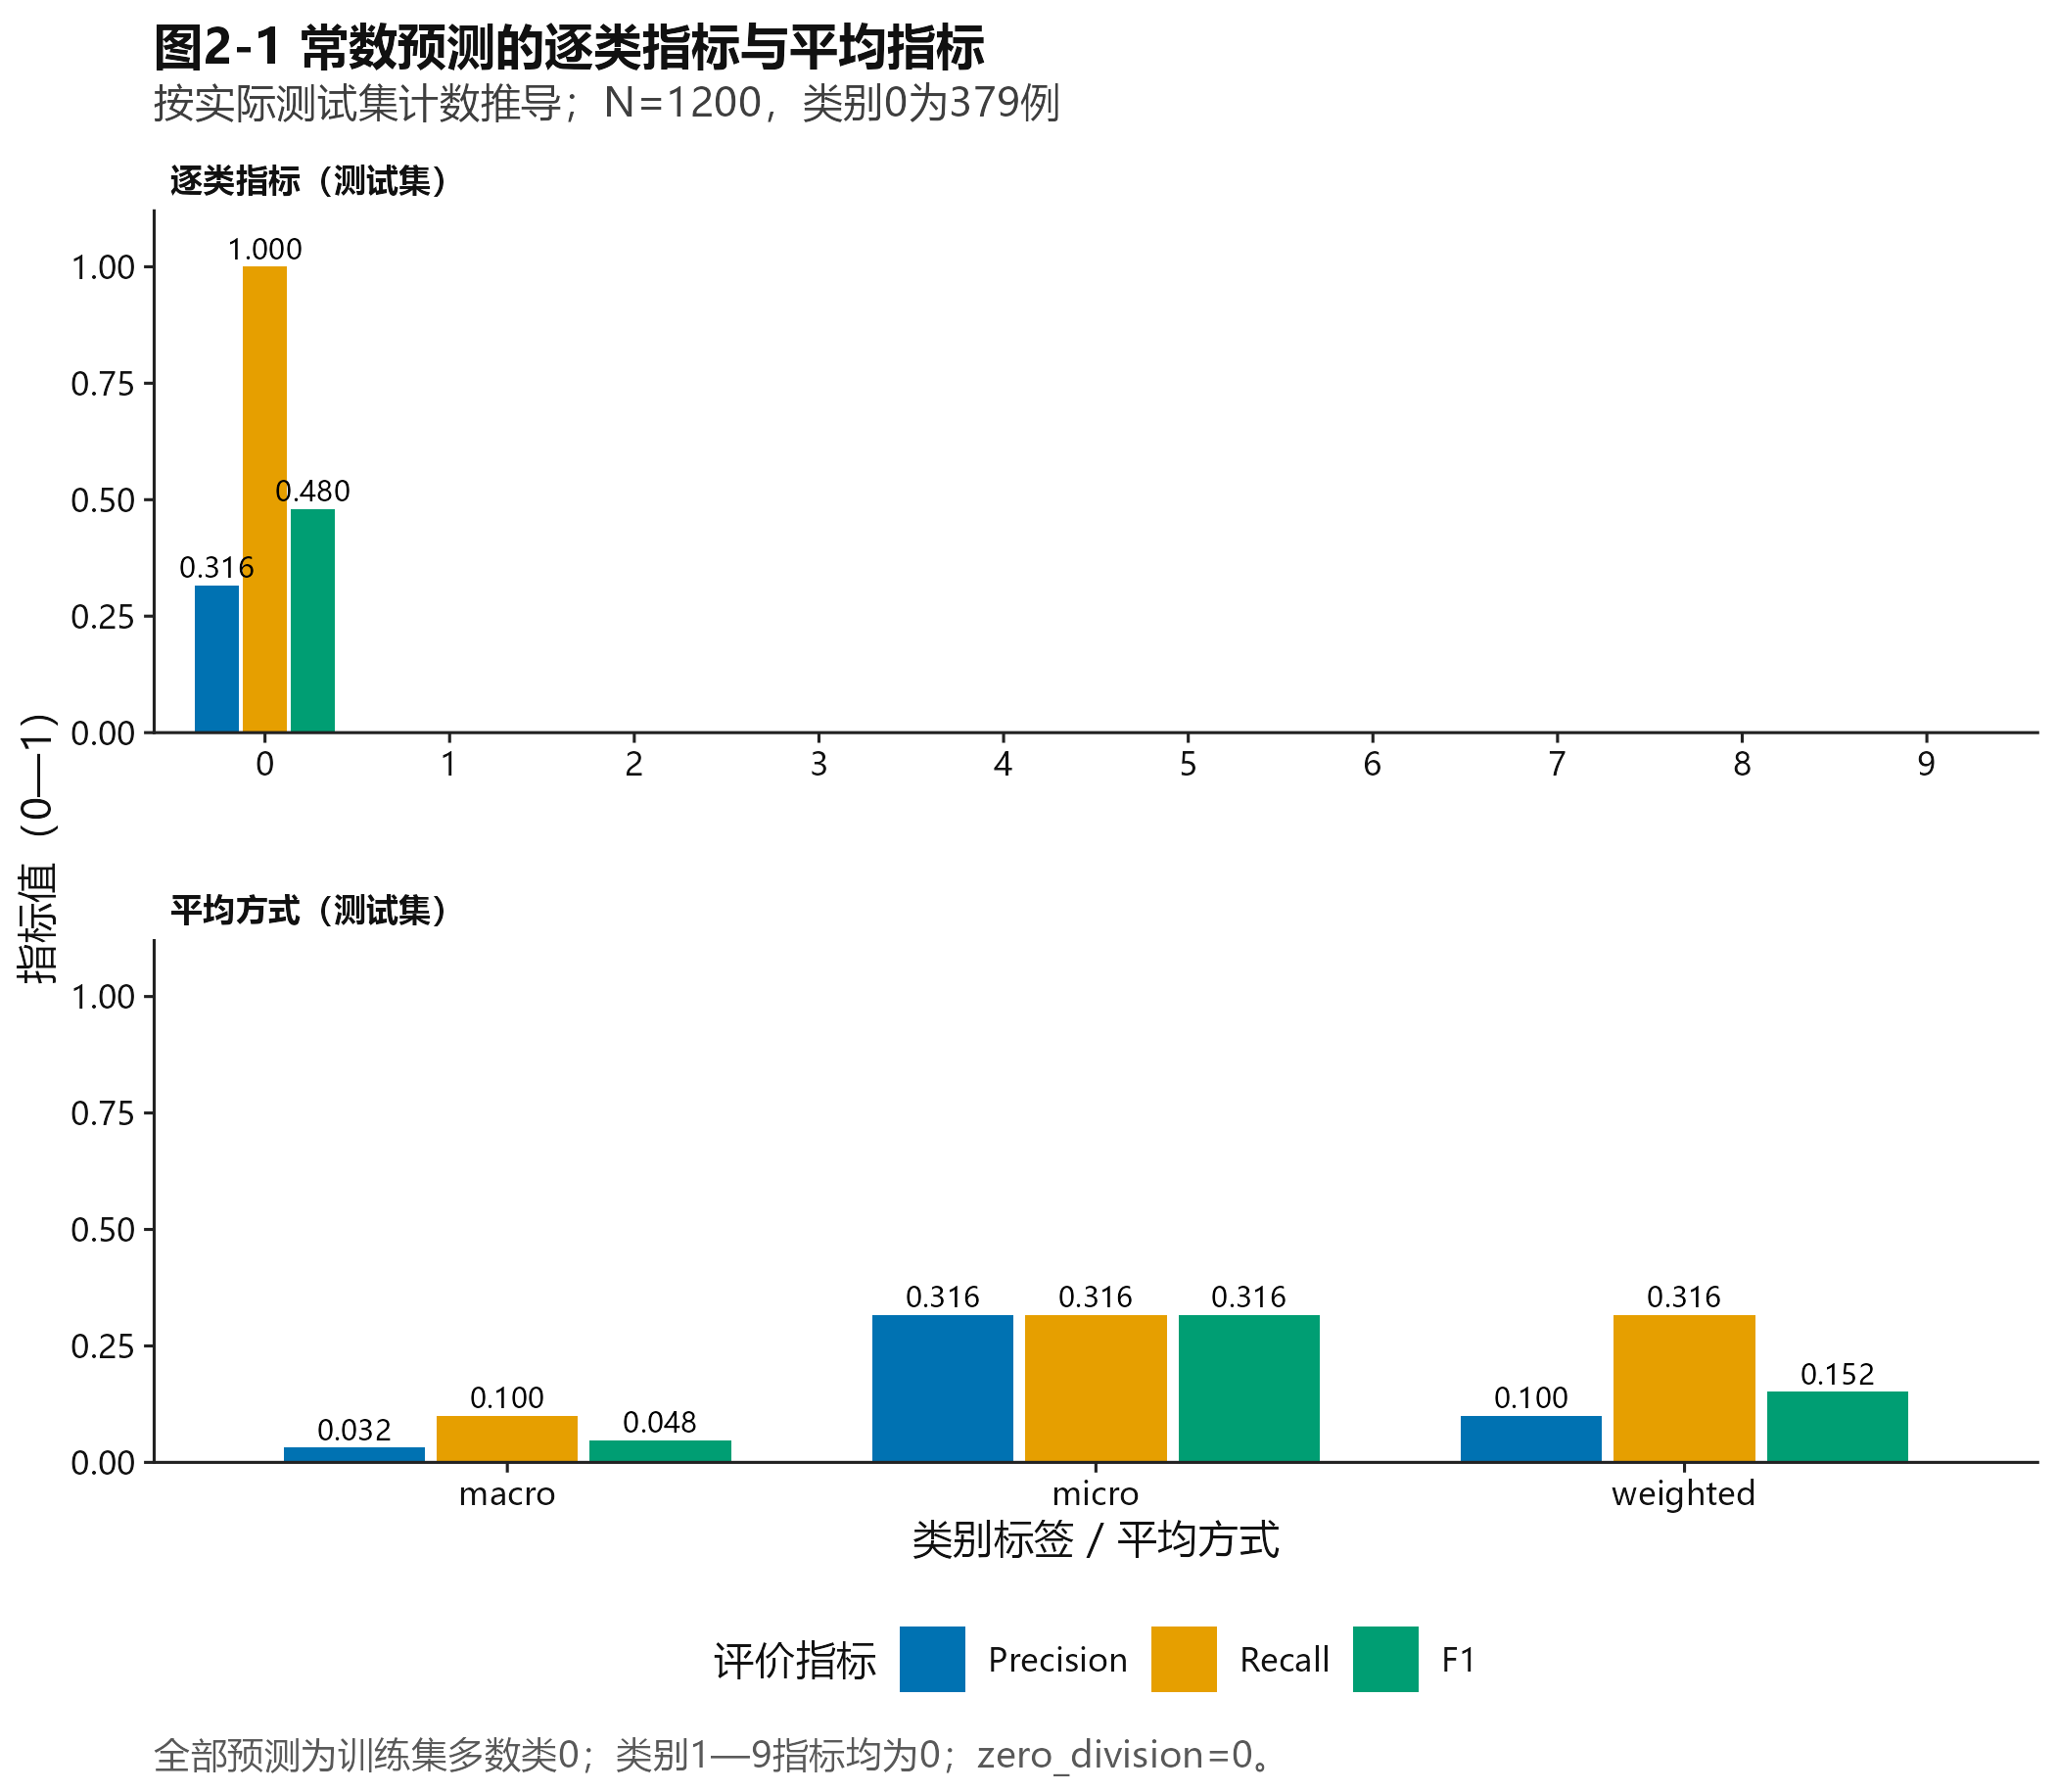 图2-1 常数预测的逐类指标与平均指标
按实际测试集计数推导；N=1200，类别0为379例
逐类指标（测试集）
1.000
1.00
0.75
0.480
0.50
0.316
0.25
0.00
0 1 2 3 4 5 6 7 8 9
指标值（0—1）
平均方式（测试集）
1.00
0.75
0.50
0.316 0.316 0.316 0.316
0.25
0.152
0.100 0.100
0.032 0.048
0.00
macro micro weighted
类别标签 / 平均方式
评价指标 Precision Recall F1
全部预测为训练集多数类0；类别1—9指标均为0；zero_division=0。